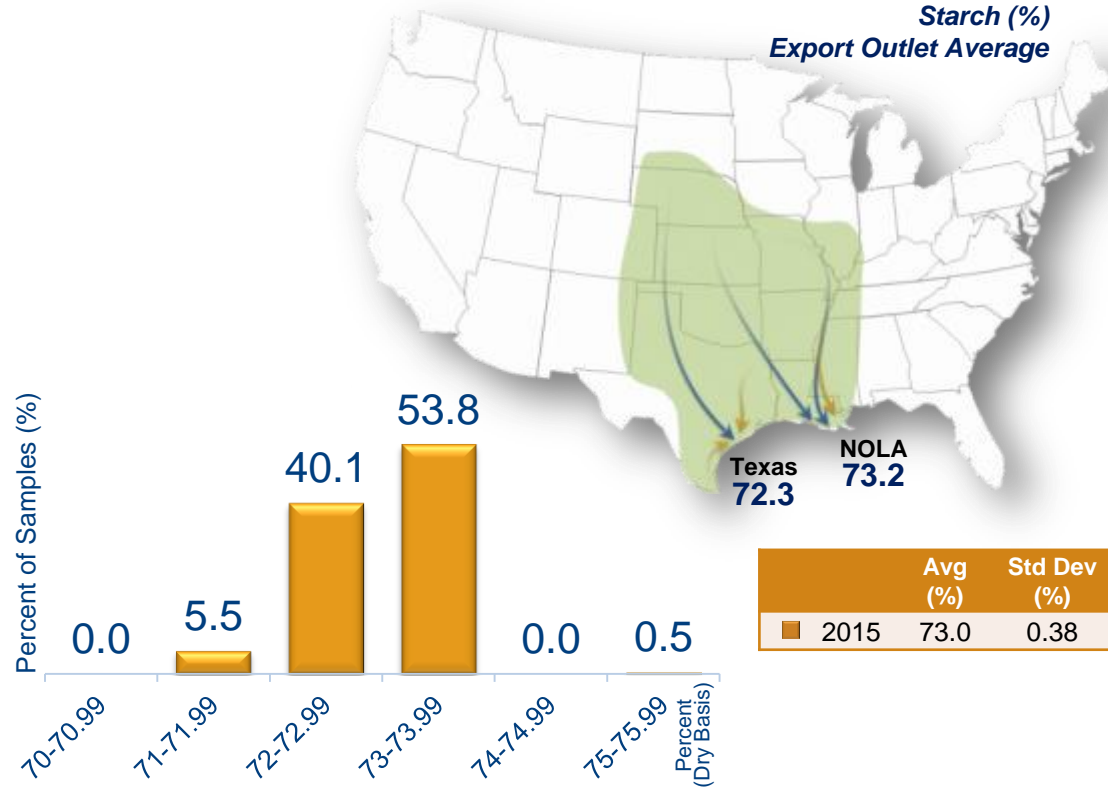 Starch (%)
Export Outlet Average
Texas
72.3
NOLA
73.2
Percent of Samples (%)
0.0
5.5
40.1
53.8
0.0
0.5
70-70.99
71-71.99
72-72.99
73-73.99
74-74.99
75-75.99
Percent
(Dry Basis)
Avg
(%)
Std Dev
(%)
2015 73.0 0.38